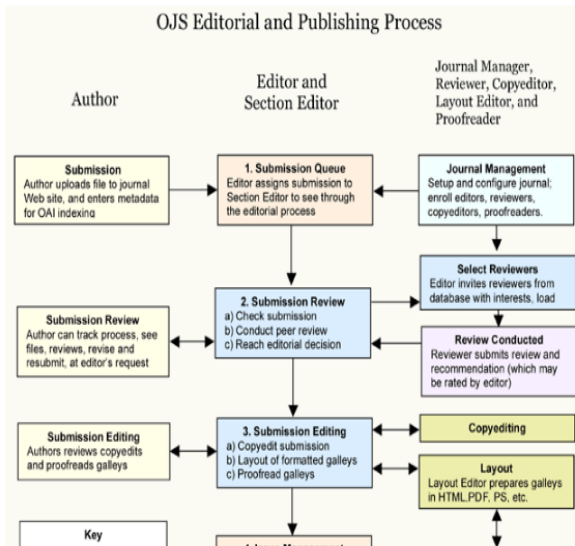 OJS Editorial and Publishing Process
Author
Editor and
Section Editor
Journal Manager,
Reviewer, Copyeditor,
Layout Editor, and
Proofreader
Submission
Author uploads file to journal
Web site, and enters metadata
for OAI indexing
1. Submission Queue
Editor assigns submission to
Section Editor to see through
the editorial process
Journal Management
Setup and configure journal;
enroll editors, reviewers,
copyeditors, proofreaders.
Select Reviewers
Editor invites reviewers from
database with interests, load
2. Submission Review
a) Check submission
b) Conduct peer review
c) Reach editorial decision
Submission Review
Author can track process, see
files, reviews, revise and
resubmit, at editor's request
Review Conducted
Reviewer submits review and
recommendation (which may
be rated by editor)
3. Submission Editing
a) Copyedit submission
b) Layout of formatted galleys
c) Proofread galleys
Submission Editing
Authors reviews copyedits
and proofreads galleys
Copyediting
Layout
Layout Editor prepares galleys
in HTML,PDF, PS, etc.
Key